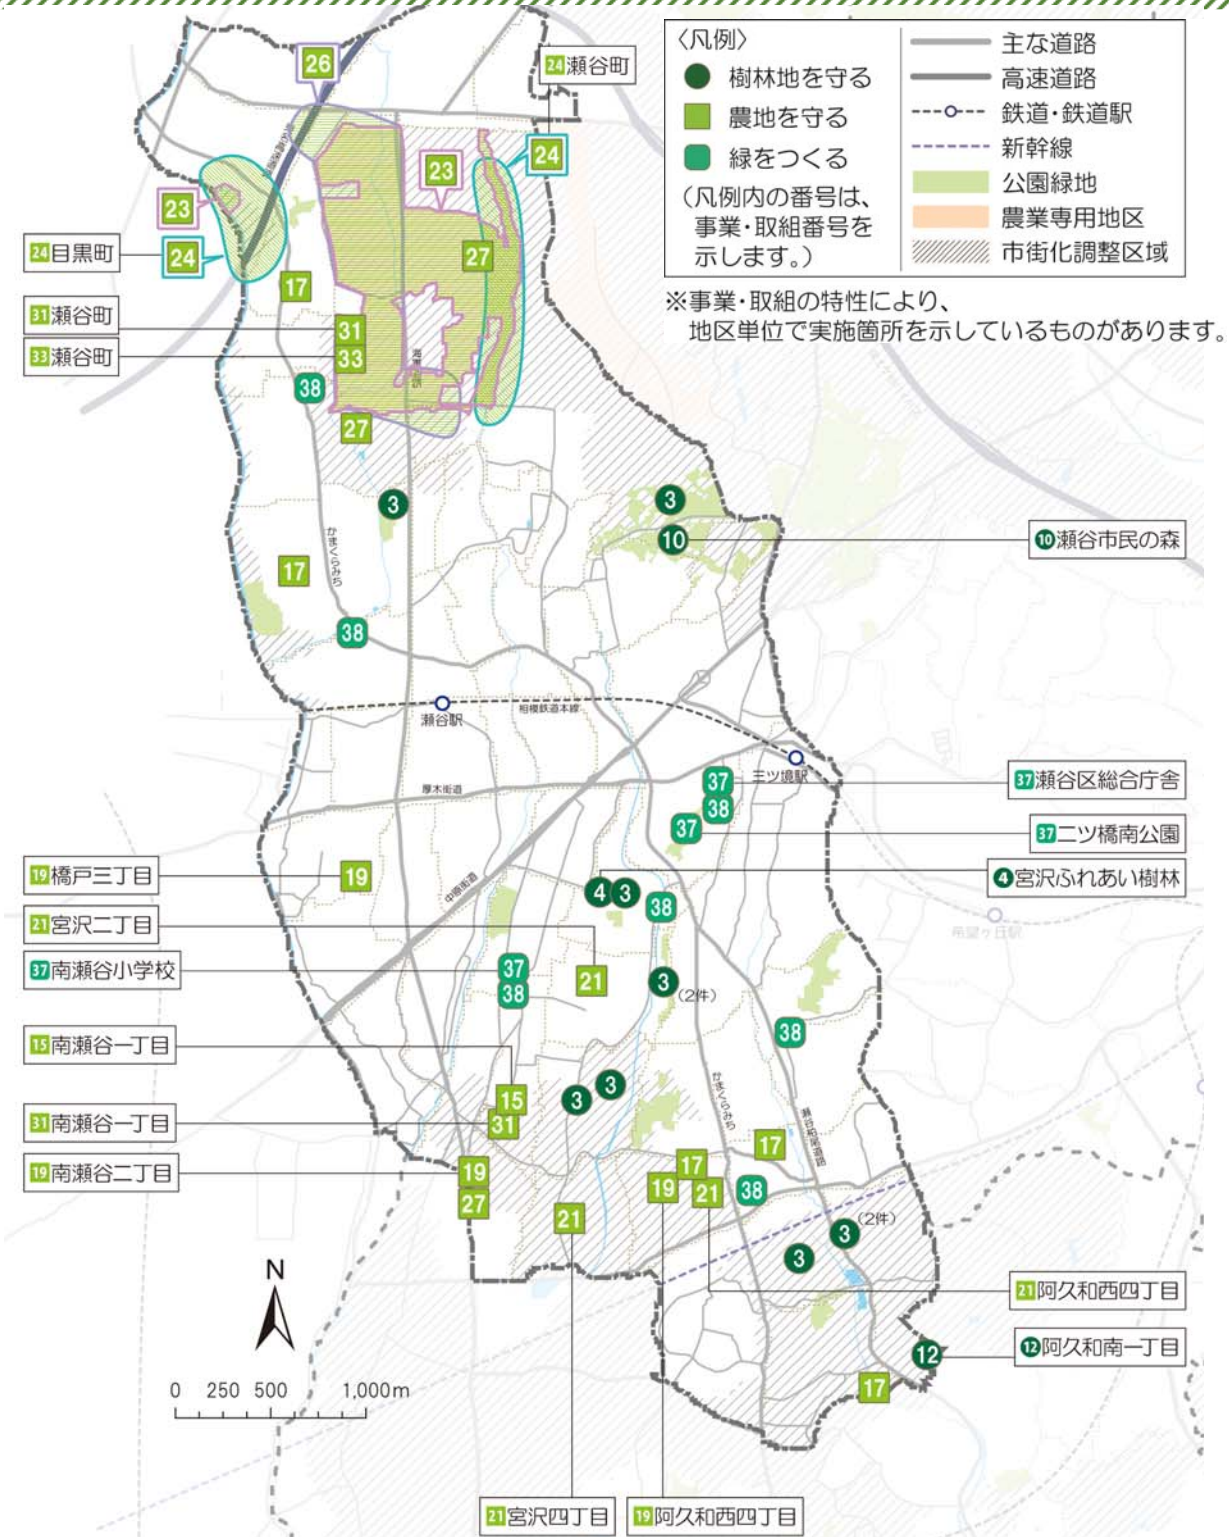 26
24瀬谷町
〈凡例〉
樹林地を守る
農地を守る
緑をつくる
(凡例内の番号は、
事業・取組番号を
示します。)
主な道路
高速道路
鉄道・鉄道駅
新幹線
公園緑地
農業専用地区
市街化調整区域
※事業・取組の特性により、
地区単位で実施箇所を示しているものがあります。
24
23
23
24
27
24目黒町
17
31瀬谷町
31
33瀬谷町
33
38
27
3
3
10
10瀬谷市民の森
かまくらみち
17
38
瀬谷駅
相模鉄道本線
三ツ境駅
厚木街道
37
37瀬谷区総合庁舎
38
37
37二ツ橋南公園
19橋戸三丁目
19
中原街道
4
3
4宮沢ふれあい樹林
38
希望ヶ丘駅
21宮沢二丁目
37南瀬谷小学校
37
38
21
3
(2件)
38
15南瀬谷一丁目
15
3
3
31南瀬谷一丁目
31
かまくらみち
17
19南瀬谷二丁目
19
27
17
19
21
38
21
3
(2件)
3
N
21阿久和西四丁目
12
12阿久和南一丁目
17
0 250 500 1,000m
21宮沢四丁目
19阿久和西四丁目